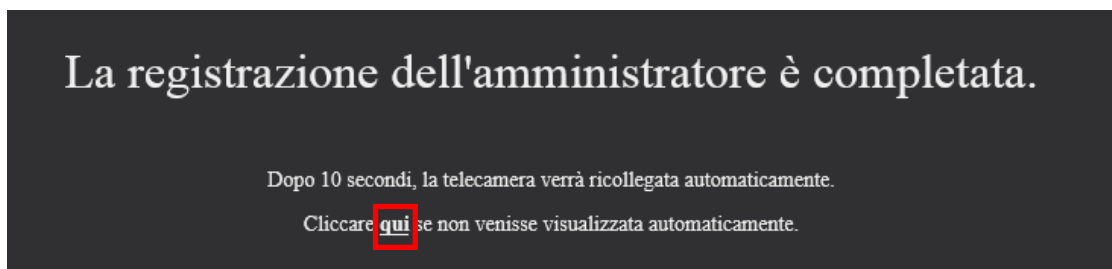 La registrazione dell'amministratore è completata.
Dopo 10 secondi, la telecamera verrà ricollegata automaticamente.
Cliccare qui se non venisse visualizzata automaticamente.